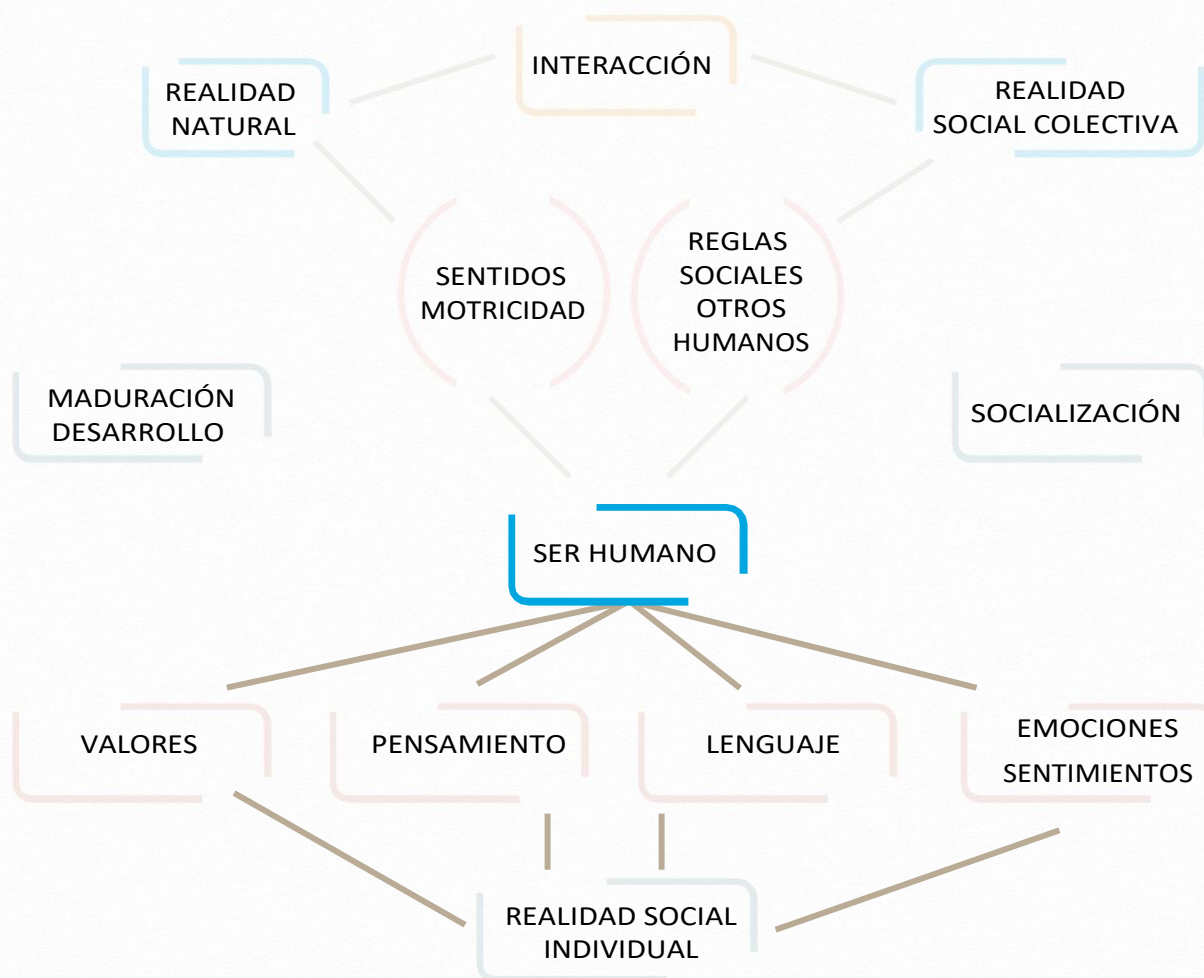 INTERACCIÓN
REALIDAD
NATURAL
REALIDAD
SOCIAL COLECTIVA
SENTIDOS
MOTRICIDAD
REGLAS
SOCIALES
OTROS
HUMANOS
MADURACIÓN
DESARROLLO
SOCIALIZACIÓN
SER HUMANO
VALORES
PENSAMIENTO
LENGUAJE
EMOCIONES
SENTIMIENTOS
REALIDAD SOCIAL
INDIVIDUAL